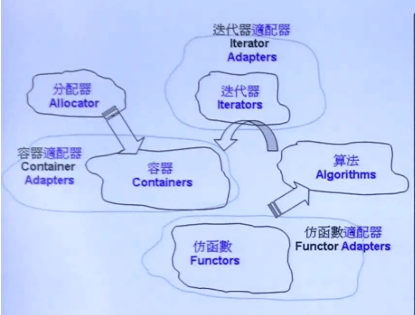 迭代器適配器
Iterator
Adapters
分配器
Allocator
迭代器
Iterators
容器適配器
Container
Adapters
容器
Containers
算法
Algorithms
仿函數
Functors
仿函數適配器
Functor Adapters